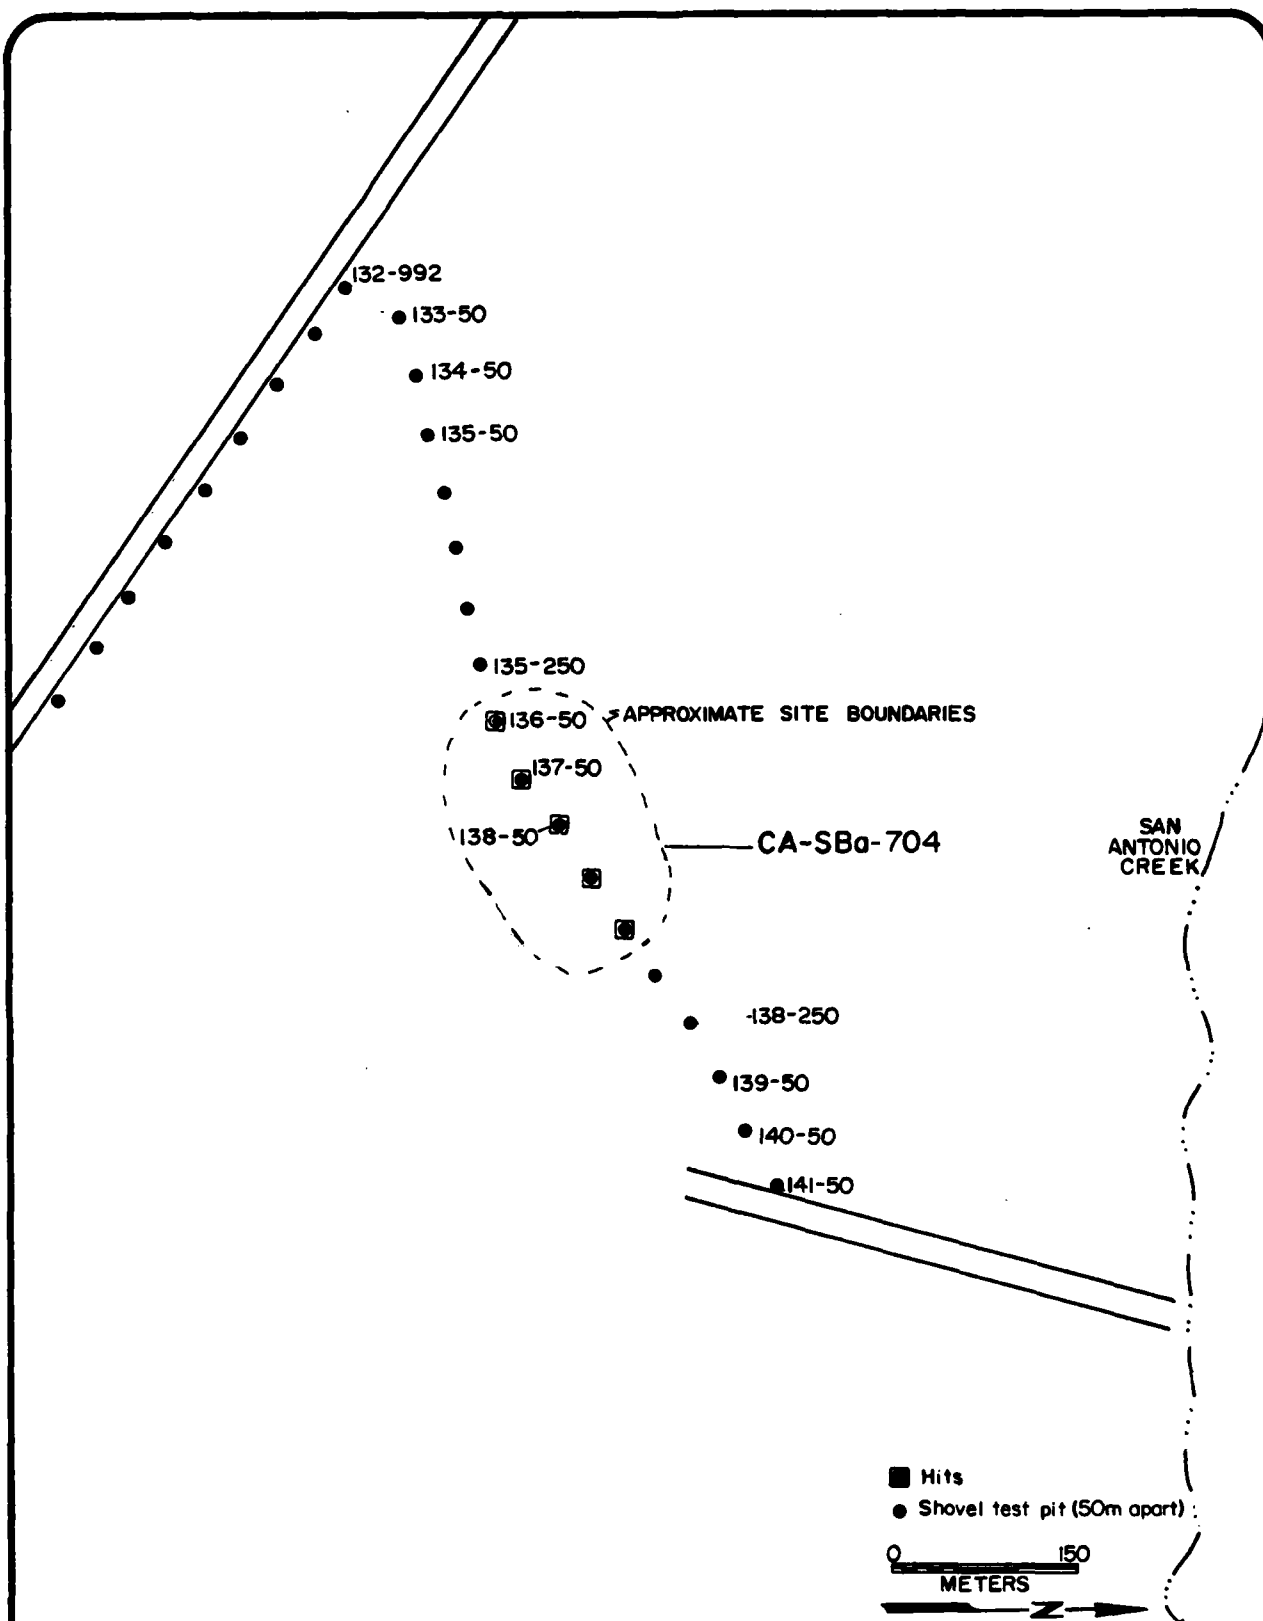 132-992
133-50
134-50
135-50
135-250
136-50
APPROXIMATE SITE BOUNDARIES
137-50
138-50
CA-SBa-704
SAN
ANTONIO
CREEK
138-250
139-50
140-50
141-50
Hits
Shovel test pit (50m apart)
0 150
METERS
N